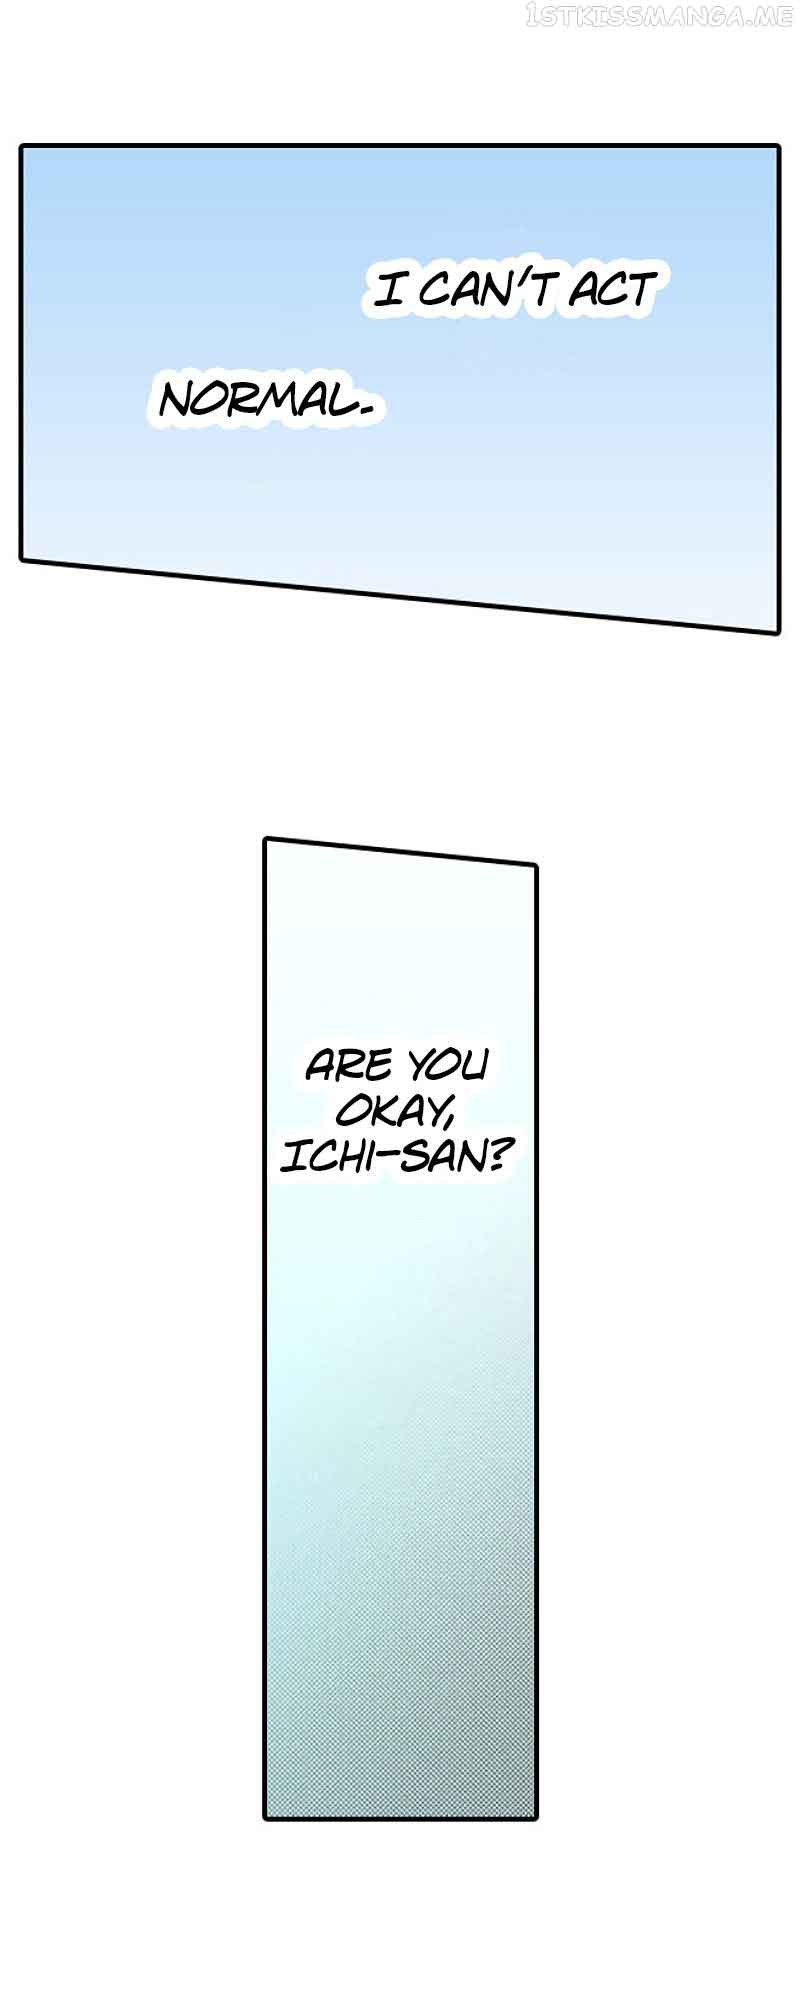 1STKISSMANGA.ME
I CAN'T ACT
NORMAL.
ARE YOU
OKAY,
ICHI-SAN?